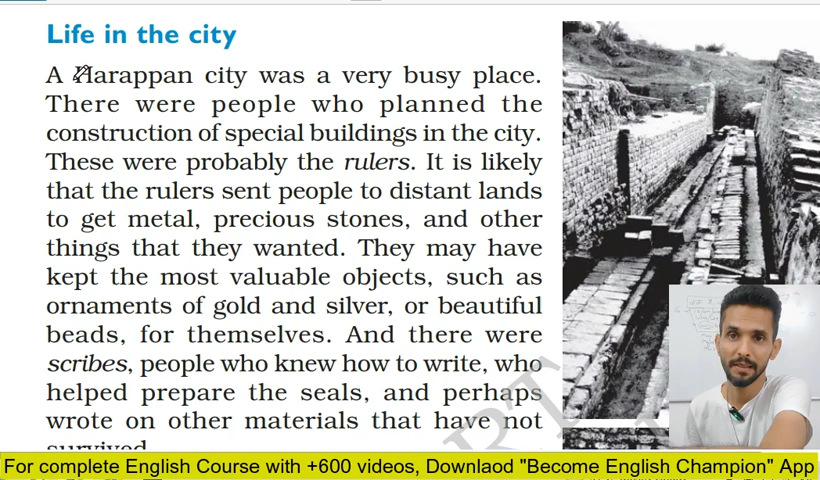 Life in the city
A Harappan city was a very busy place.
There were people who planned the
construction of special buildings in the city.
These were probably the rulers. It is likely
that the rulers sent people to distant lands
to get metal, precious stones, and other
things that they wanted. They may have
kept the most valuable objects, such as
ornaments of gold and silver, or beautiful
beads, for themselves. And there were
scribes, people who knew how to write, who
helped prepare the seals, and perhaps
wrote on other materials that have not
survived.
For complete English Course with +600 videos, Downlaod "Become English Champion" App